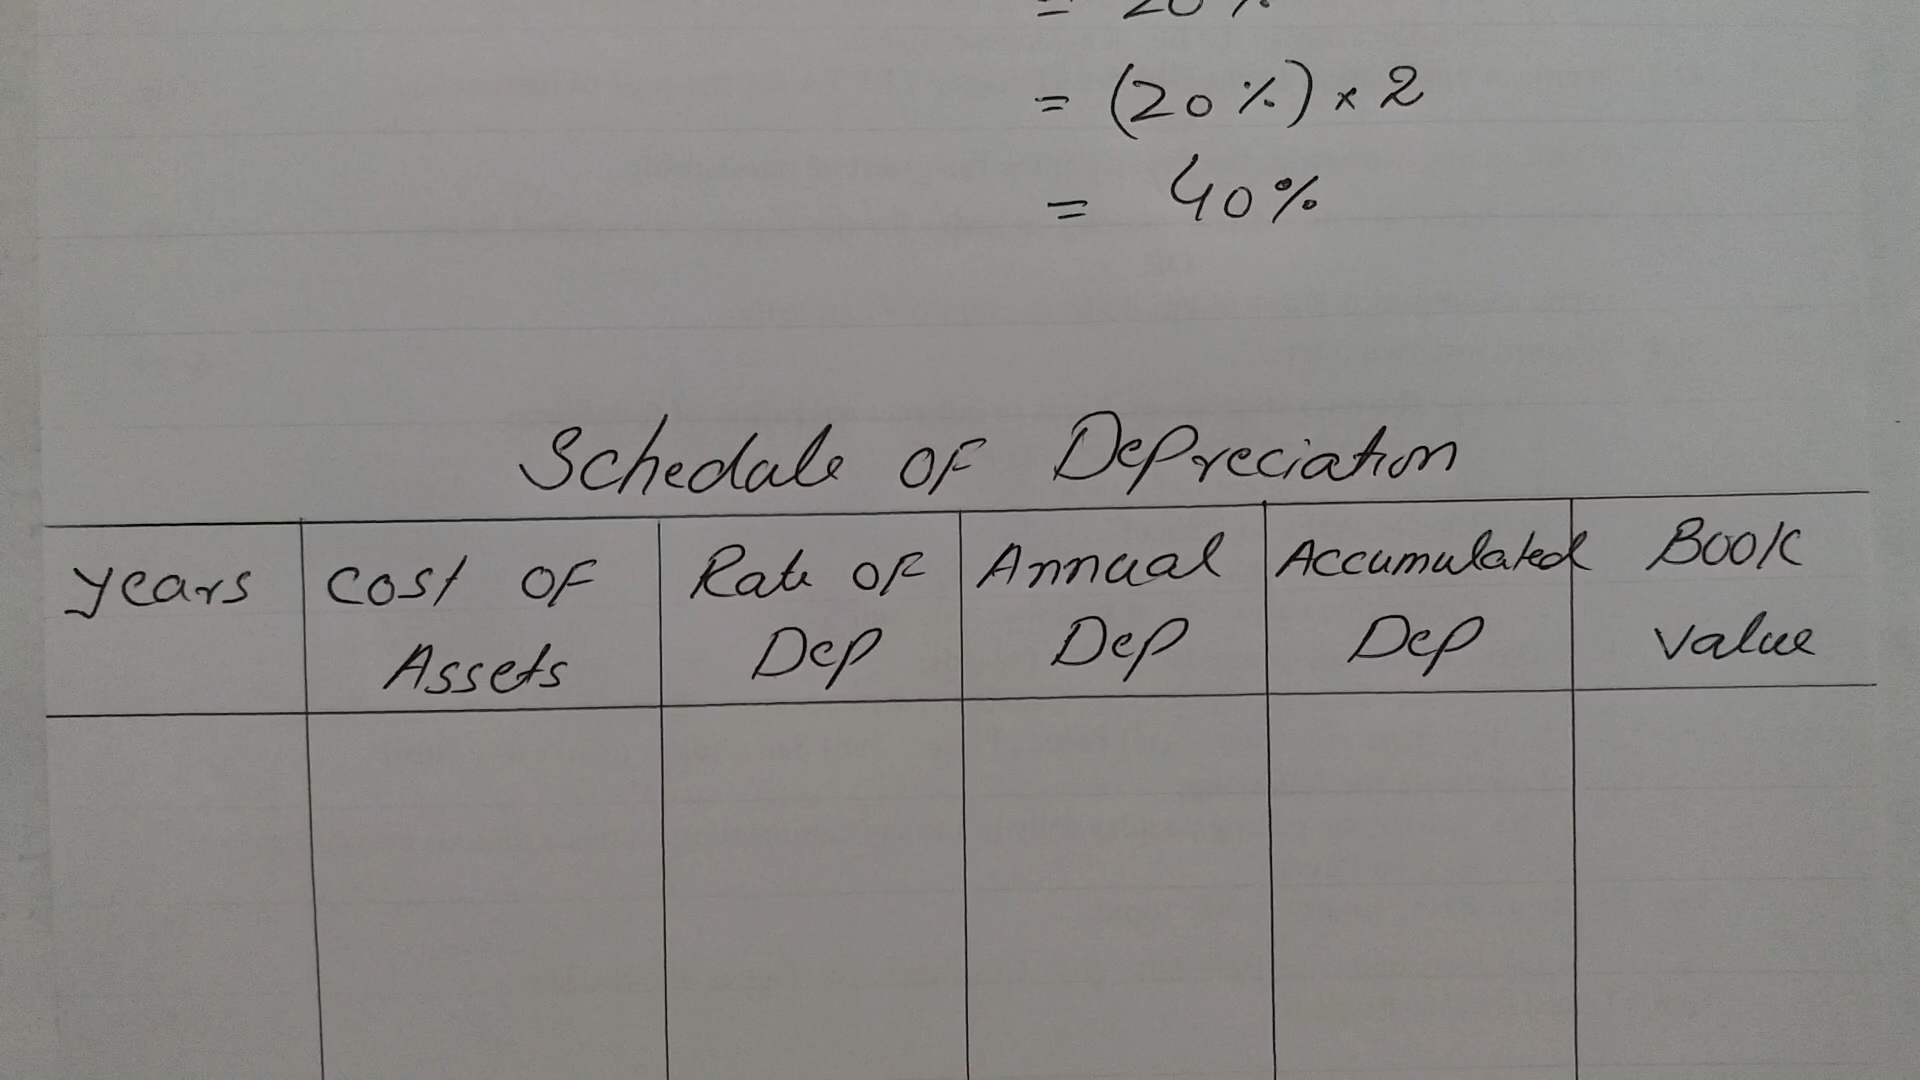 = 20%
= (20%) × 2
= 40%
Schedule OF Depreciation
years
cost OF
Assets
Rate OF
Dep
Annual
Dep
Accumulated
Dep
Book
value